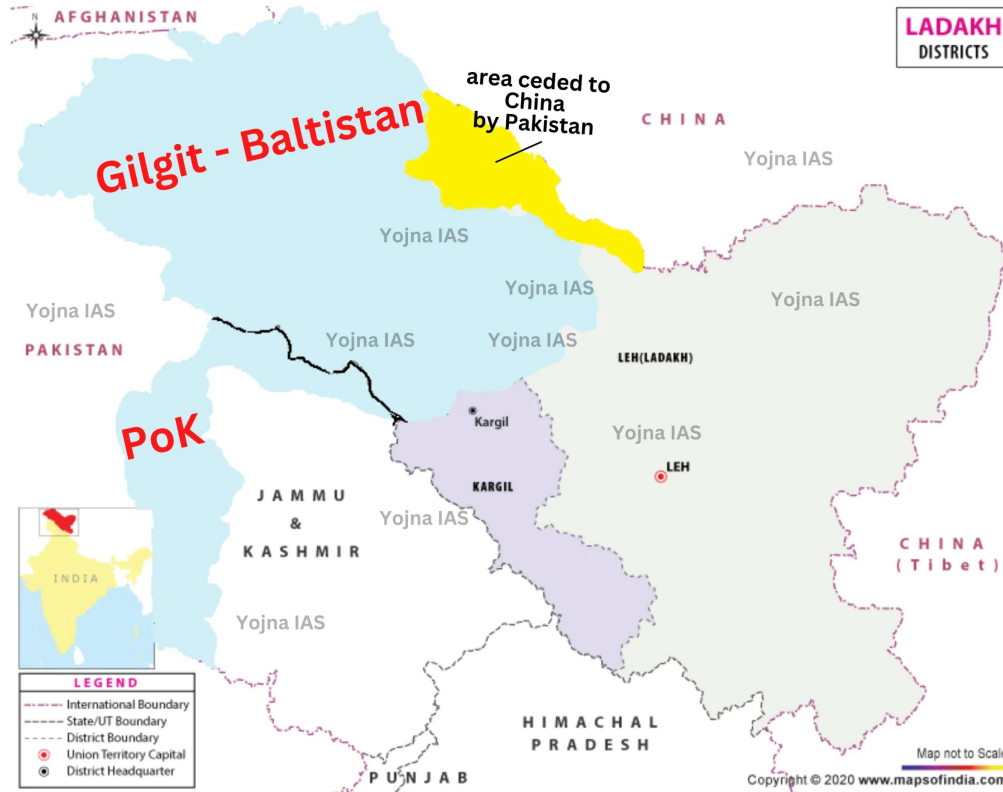 AFGHANISTAN
N
LADAKH
DISTRICTS
area ceded to
China
by Pakistan
CHINA
Yojna IAS
Gilgit - Baltistan
Yojna IAS
Yojna IAS
Yojna IAS
Yojna IAS
Yojna IAS
Yojna IAS
PAKISTAN
LEH(LADAKH)
Kargil
PoK
Yojna IAS
LEH
KARGIL
JAMMU
&
KASHMIR
Yojna IAS
CHINA
(Tibet)
INDIA
Yojna IAS
LEGEND
International Boundary
State/UT Boundary
District Boundary
Union Territory Capital
District Headquarter
HIMACHAL
PRADESH
PUNJAB
Map not to Scale
Copyright © 2020 www.mapsofindia.com